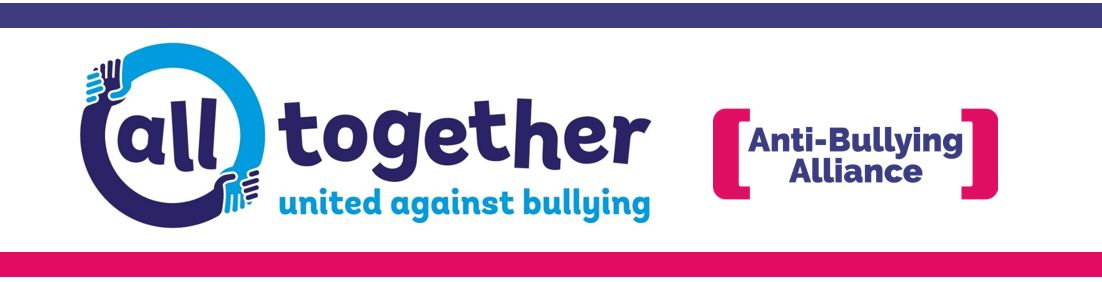 all together
united against bullying
Anti-Bullying
Alliance